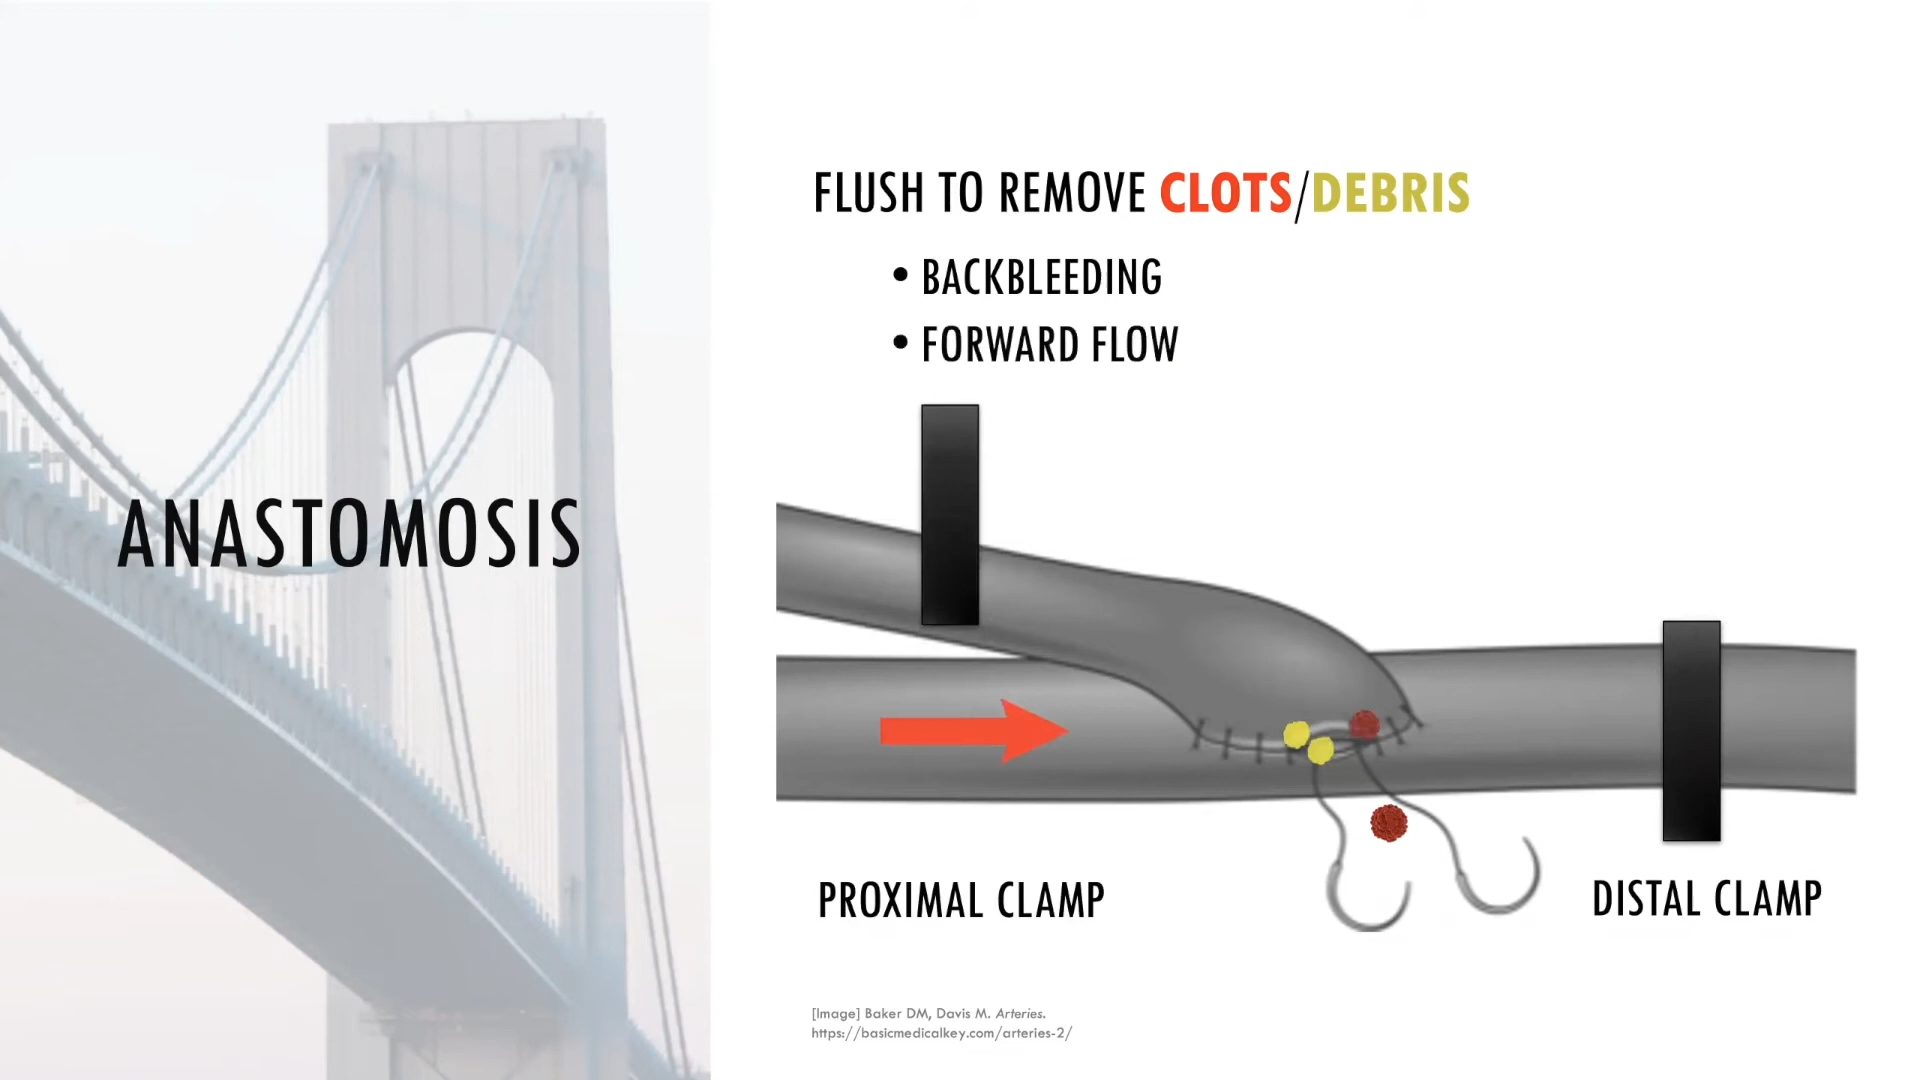 ANASTOMOSIS
FLUSH TO REMOVE CLOTS/DEBRIS
• BACKBLEEDING
• FORWARD FLOW
PROXIMAL CLAMP
DISTAL CLAMP
[Image] Baker DM, Davis M. Arteries.
https://basicmedicalkey.com/arteries-2/